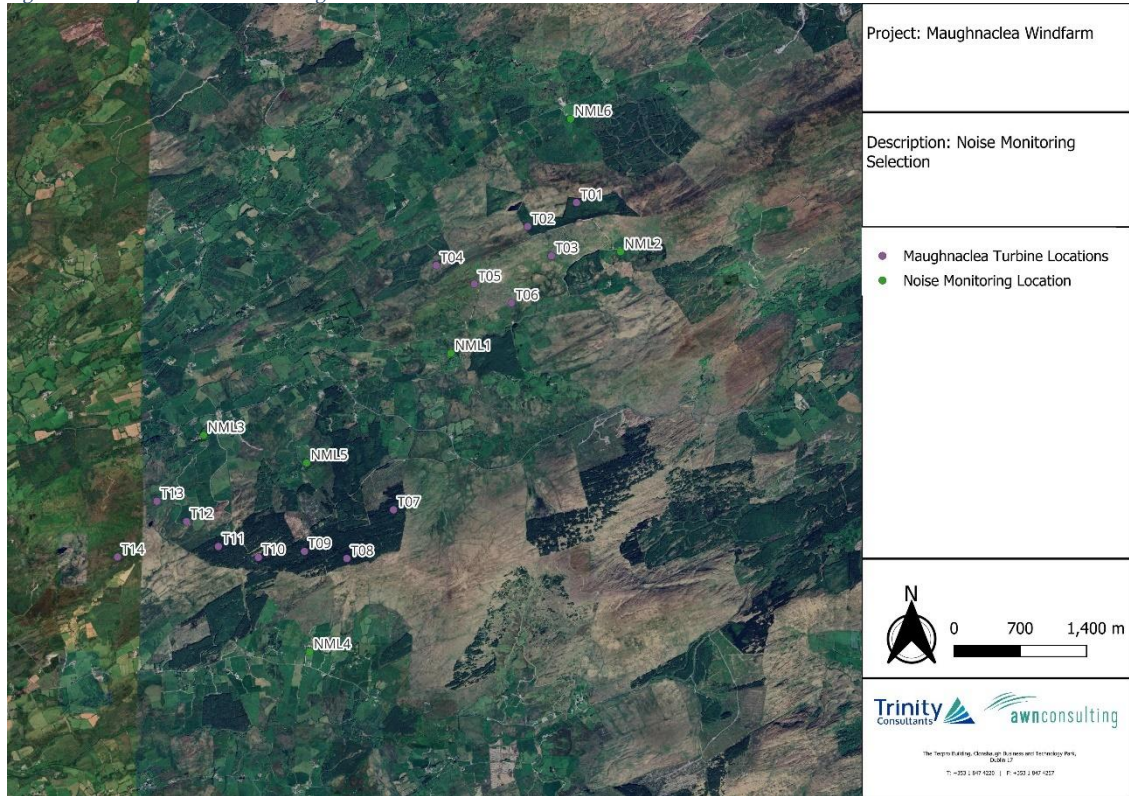 Project: Maughnaclea Windfarm
Description: Noise Monitoring
Selection
Maughnaclea Turbine Locations
Noise Monitoring Location
NML6
T01
T02
T03
NML2
T04
T05
T06
NML1
NML3
NML5
T13
T07
T12
T11
T09
T10
T08
T14
NML4
N
0 700 1,400 m
Trinity
Consultants
awnconsulting
The Tecpro Building, Clonshaugh Business and Technology Park,
Dublin 17